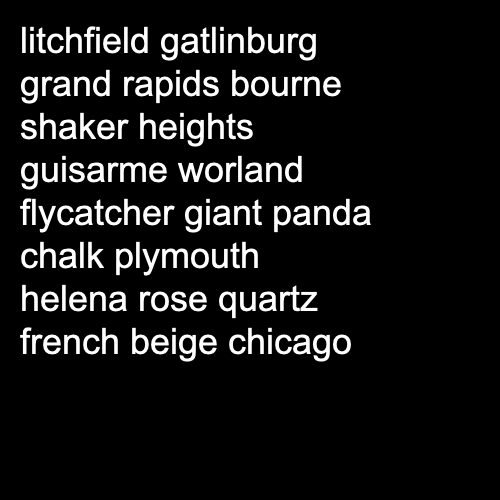 litchfield gatlinburg
grand rapids bourne
shaker heights
guisarme worland
flycatcher giant panda
chalk plymouth
helena rose quartz
french beige chicago